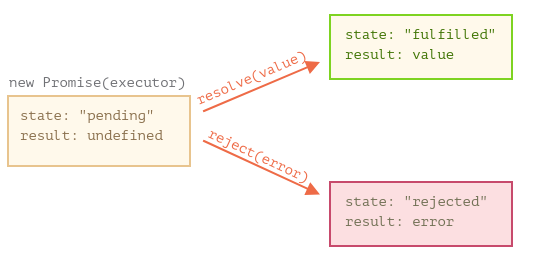 new Promise(executor)
state: "pending"
result: undefined
resolve(value)
state: "fulfilled"
result: value
reject(error)
state: "rejected"
result: error